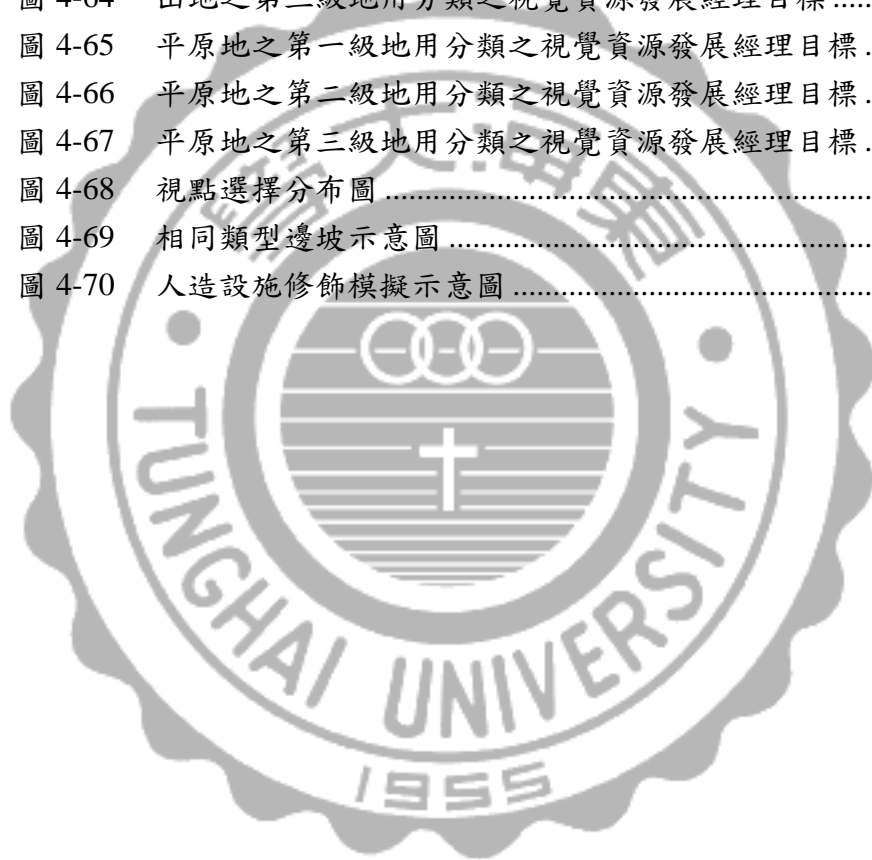 圖 4-65 平原地之第一級地用分類之視覺資源發展經理目標 .
圖 4-66 平原地之第二級地用分類之視覺資源發展經理目標 .
圖 4-67 平原地之第三級地用分類之視覺資源發展經理目標 .
圖 4-68 視點選擇分布圖 ................................................
圖 4-69 相同類型邊坡示意圖 ..........................................
圖 4-70 人造設施修飾模擬示意圖 ....................................
東海大學
TUNGHAI UNIVERSITY
1955